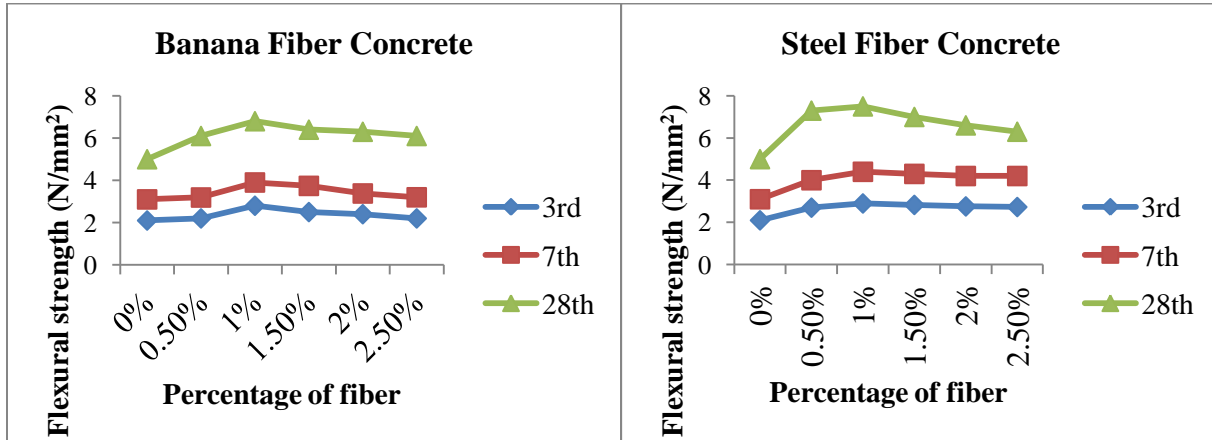 Banana Fiber Concrete
Flexural strength (N/mm²)
8
6
4
2
0
0%
0.50%
1%
1.50%
2%
2.50%
Percentage of fiber
3rd
7th
28th
Steel Fiber Concrete
Flexural strength (N/mm²)
8
6
4
2
0
0%
0.50%
1%
1.50%
2%
2.50%
Percentage of fiber
3rd
7th
28th